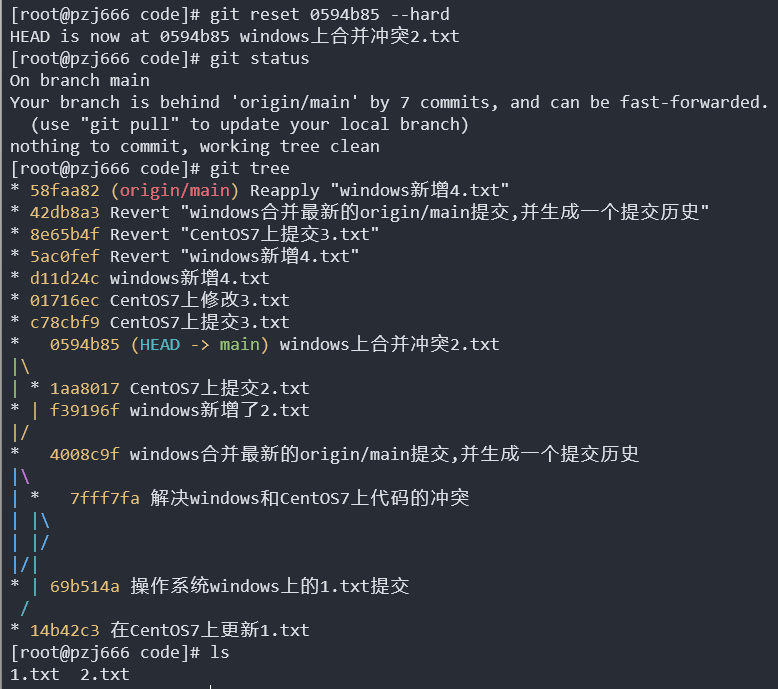 [root@pzj666 code]# git reset 0594b85 --hard
HEAD is now at 0594b85 windows上合并冲突2.txt
[root@pzj666 code]# git status
On branch main
Your branch is behind 'origin/main' by 7 commits, and can be fast-forwarded.
  (use "git pull" to update your local branch)
nothing to commit, working tree clean
[root@pzj666 code]# git tree
* 58faa82 (origin/main) Reapply "windows新增4.txt"
* 42db8a3 Revert "windows合并最新的origin/main提交,并生成一个提交历史"
* 8e65b4f Revert "CentOS7上提交3.txt"
* 5ac0fef Revert "windows新增4.txt"
* d11d24c windows新增4.txt
* 01716ec CentOS7上修改3.txt
* c78cbf9 CentOS7上提交3.txt
*   0594b85 (HEAD -> main) windows上合并冲突2.txt
|\
| * 1aa8017 CentOS7上提交2.txt
* | f39196f windows新增了2.txt
|/
*   4008c9f windows合并最新的origin/main提交,并生成一个提交历史
|\
| *   7fff7fa 解决windows和CentOS7上代码的冲突
| |\
| |/
|/|
* | 69b514a 操作系统windows上的1.txt提交
 /
* 14b42c3 在CentOS7上更新1.txt
[root@pzj666 code]# ls
1.txt  2.txt